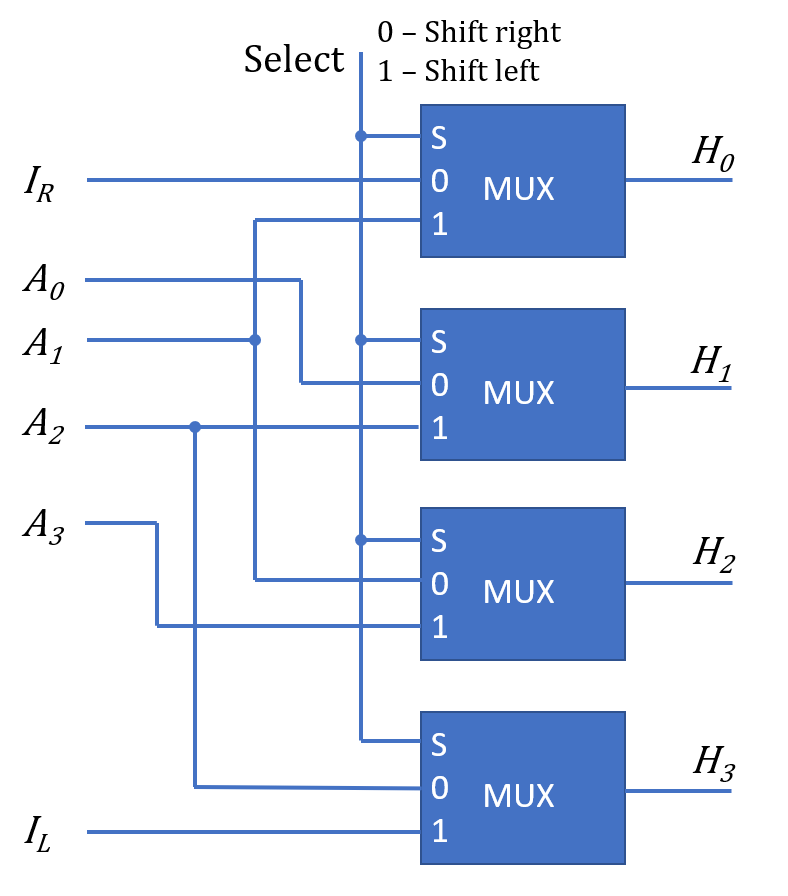 0 – Shift right
Select
1 – Shift left
S
H0
IR
0
MUX
1
A0
A1
S
H1
0
MUX
A2
1
A3
S
H2
0
MUX
1
S
H3
0
MUX
IL
1